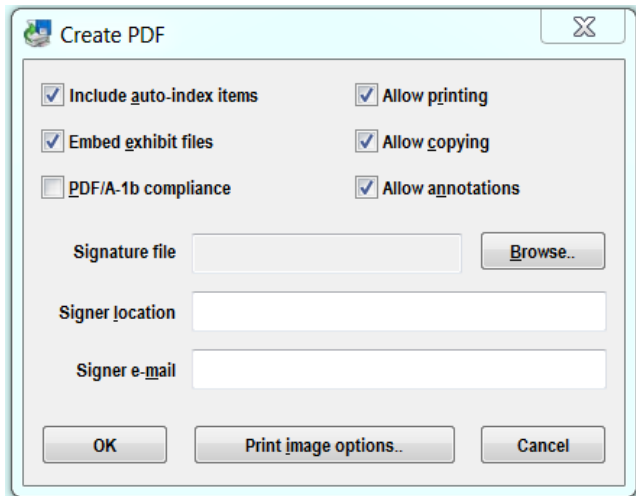 Create PDF
Include auto-index items
Allow printing
Embed exhibit files
Allow copying
PDF/A-1b compliance
Allow annotations
Signature file
Browse..
Signer location
Signer e-mail
OK
Print image options..
Cancel